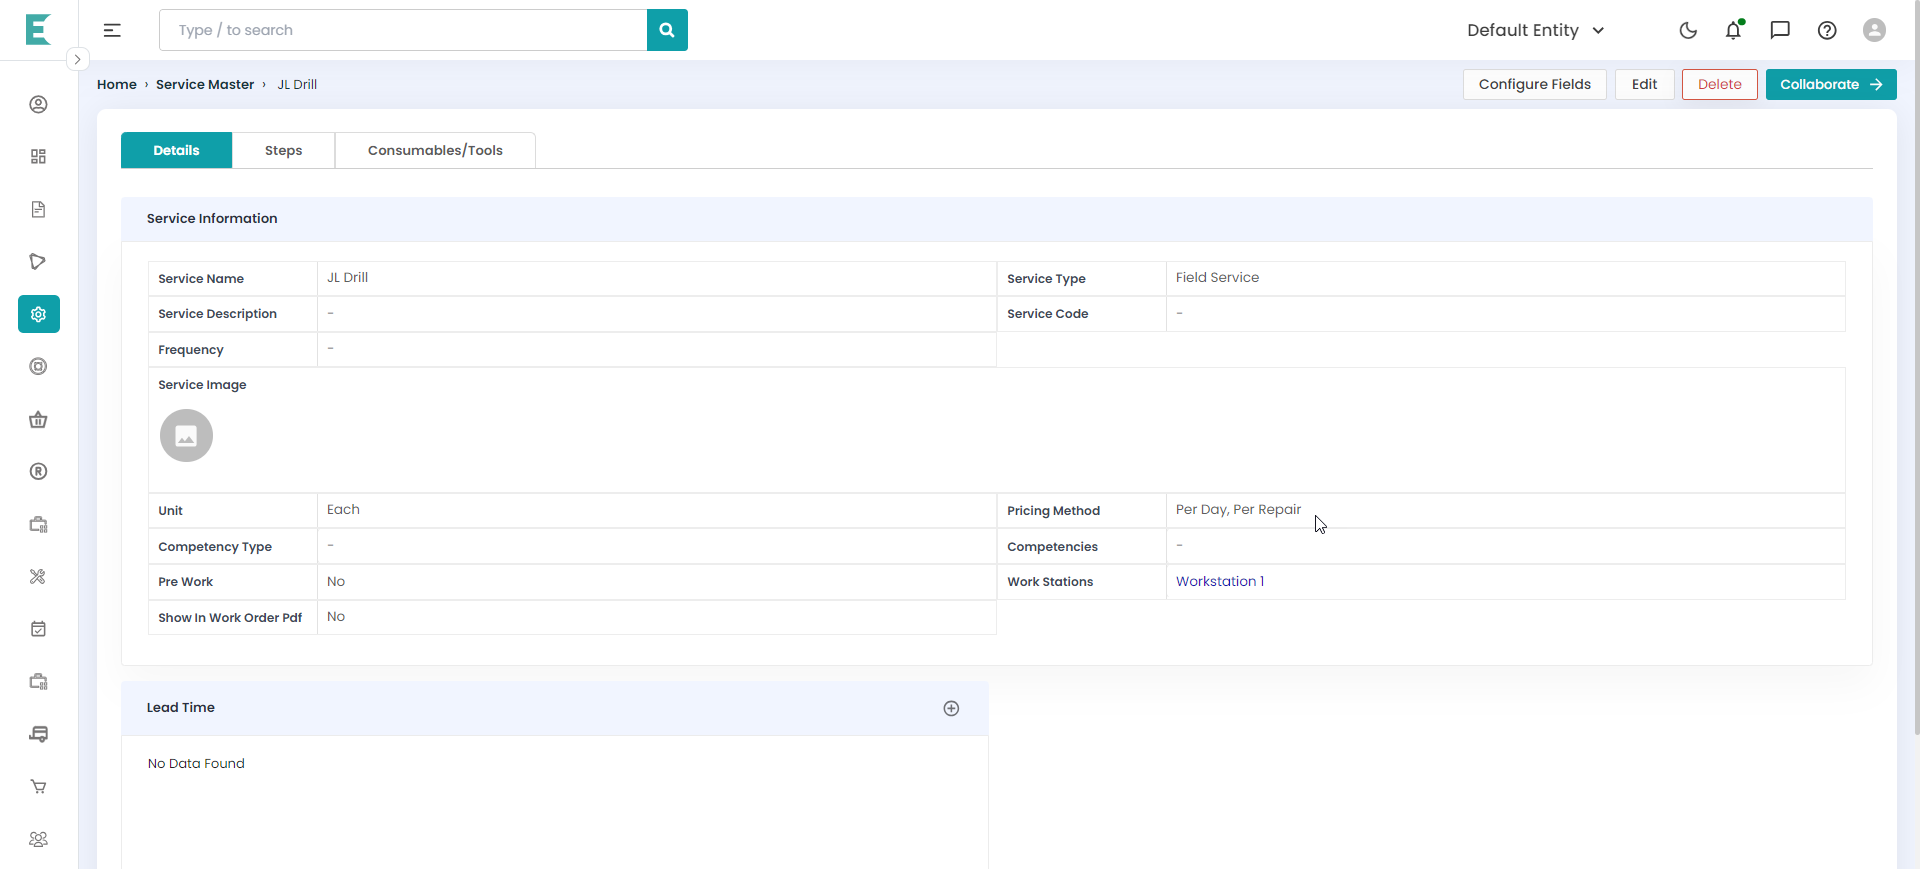 Type / to search
Default Entity
Home › Service Master › JL Drill
Configure Fields
Edit
Delete
Collaborate
Details
Steps
Consumables/Tools
Service Information
Service Name
JL Drill
Service Type
Field Service
Service Description
-
Service Code
-
Frequency
-
Service Image
Unit
Each
Pricing Method
Per Day, Per Repair
Competency Type
-
Competencies
-
Pre Work
No
Work Stations
Workstation 1
Show In Work Order Pdf
No
Lead Time
No Data Found